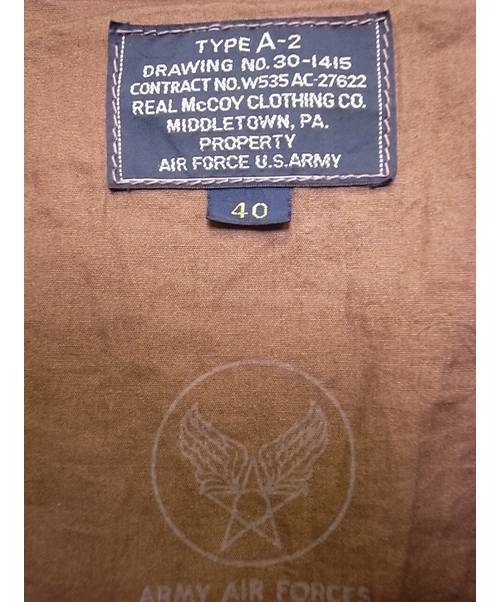 TYPE A-2
DRAWING NO. 30-1415
CONTRACT NO. W535 AC-27622
REAL McCOY CLOTHING CO.
MIDDLETOWN, PA.
PROPERTY
AIR FORCE U.S. ARMY
40
ARMY AIR FORCES